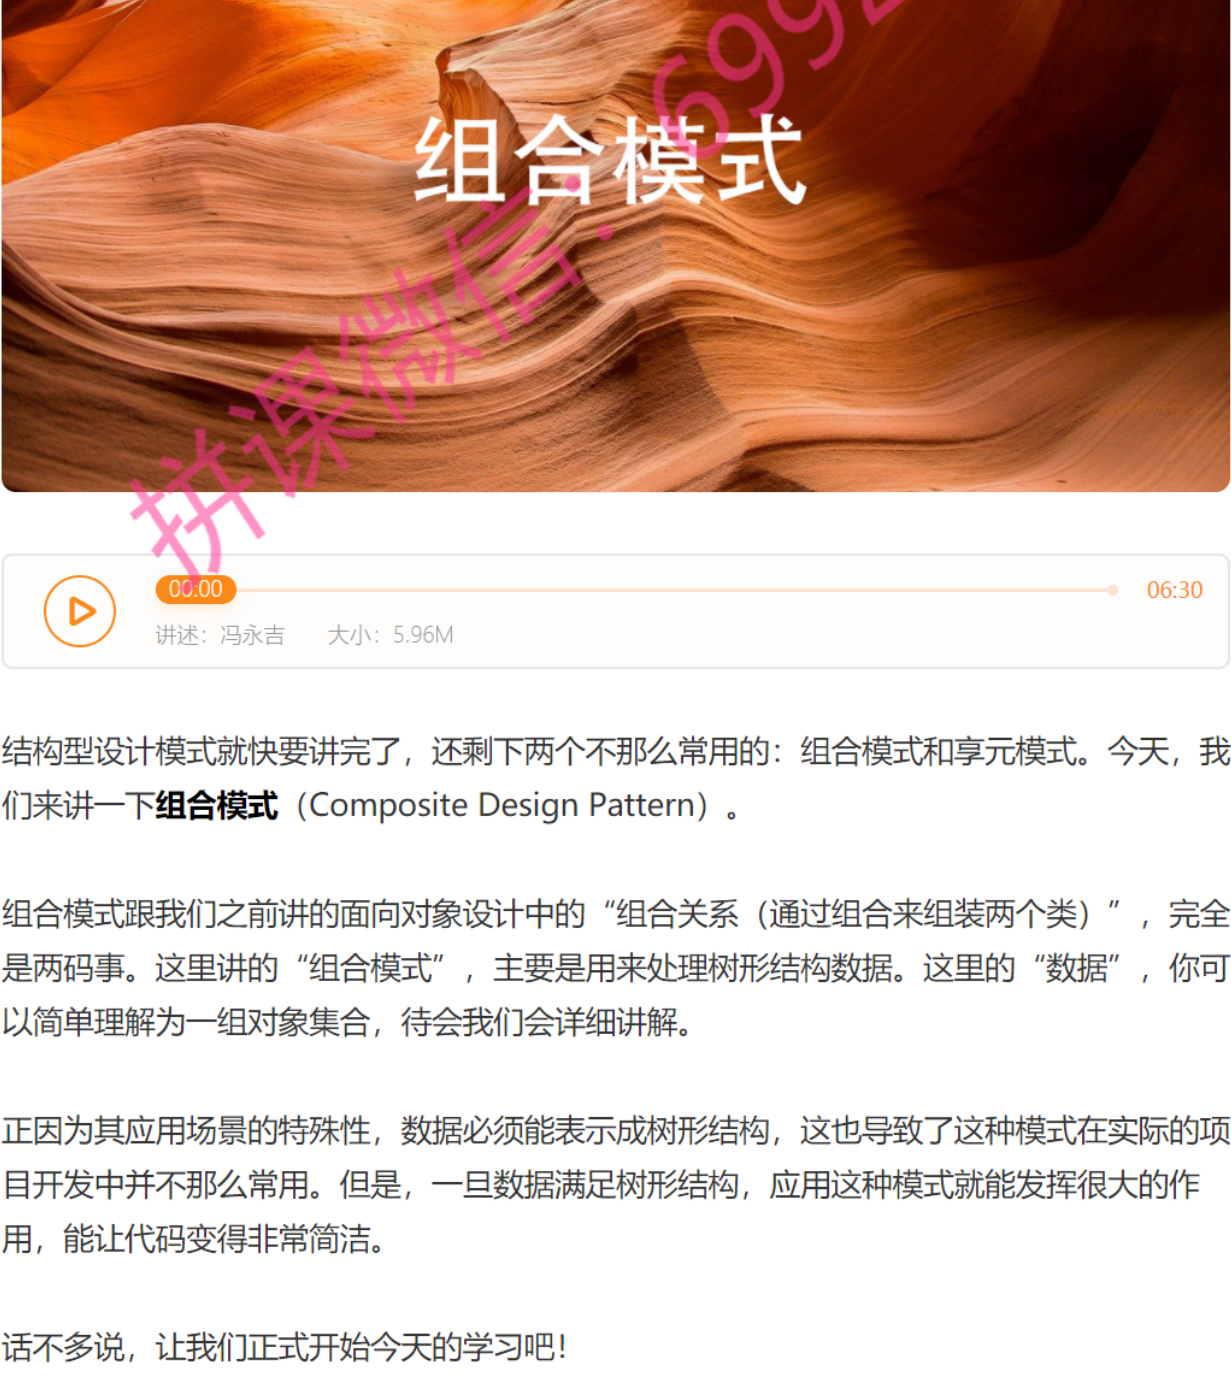 组合模式
拼课微信：699
00:00
06:30
讲述：冯永吉 大小：5.96M
结构型设计模式就快要讲完了，还剩下两个不那么常用的：组合模式和享元模式。今天，我
们来讲一下组合模式（Composite Design Pattern）。
组合模式跟我们之前讲的面向对象设计中的“组合关系（通过组合来组装两个类）”，完全
是两码事。这里讲的“组合模式”，主要是用来处理树形结构数据。这里的“数据”，你可
以简单理解为一组对象集合，待会我们会详细讲解。
正因为其应用场景的特殊性，数据必须能表示成树形结构，这也导致了这种模式在实际的项
目开发中并不那么常用。但是，一旦数据满足树形结构，应用这种模式就能发挥很大的作
用，能让代码变得非常简洁。
话不多说，让我们正式开始今天的学习吧！